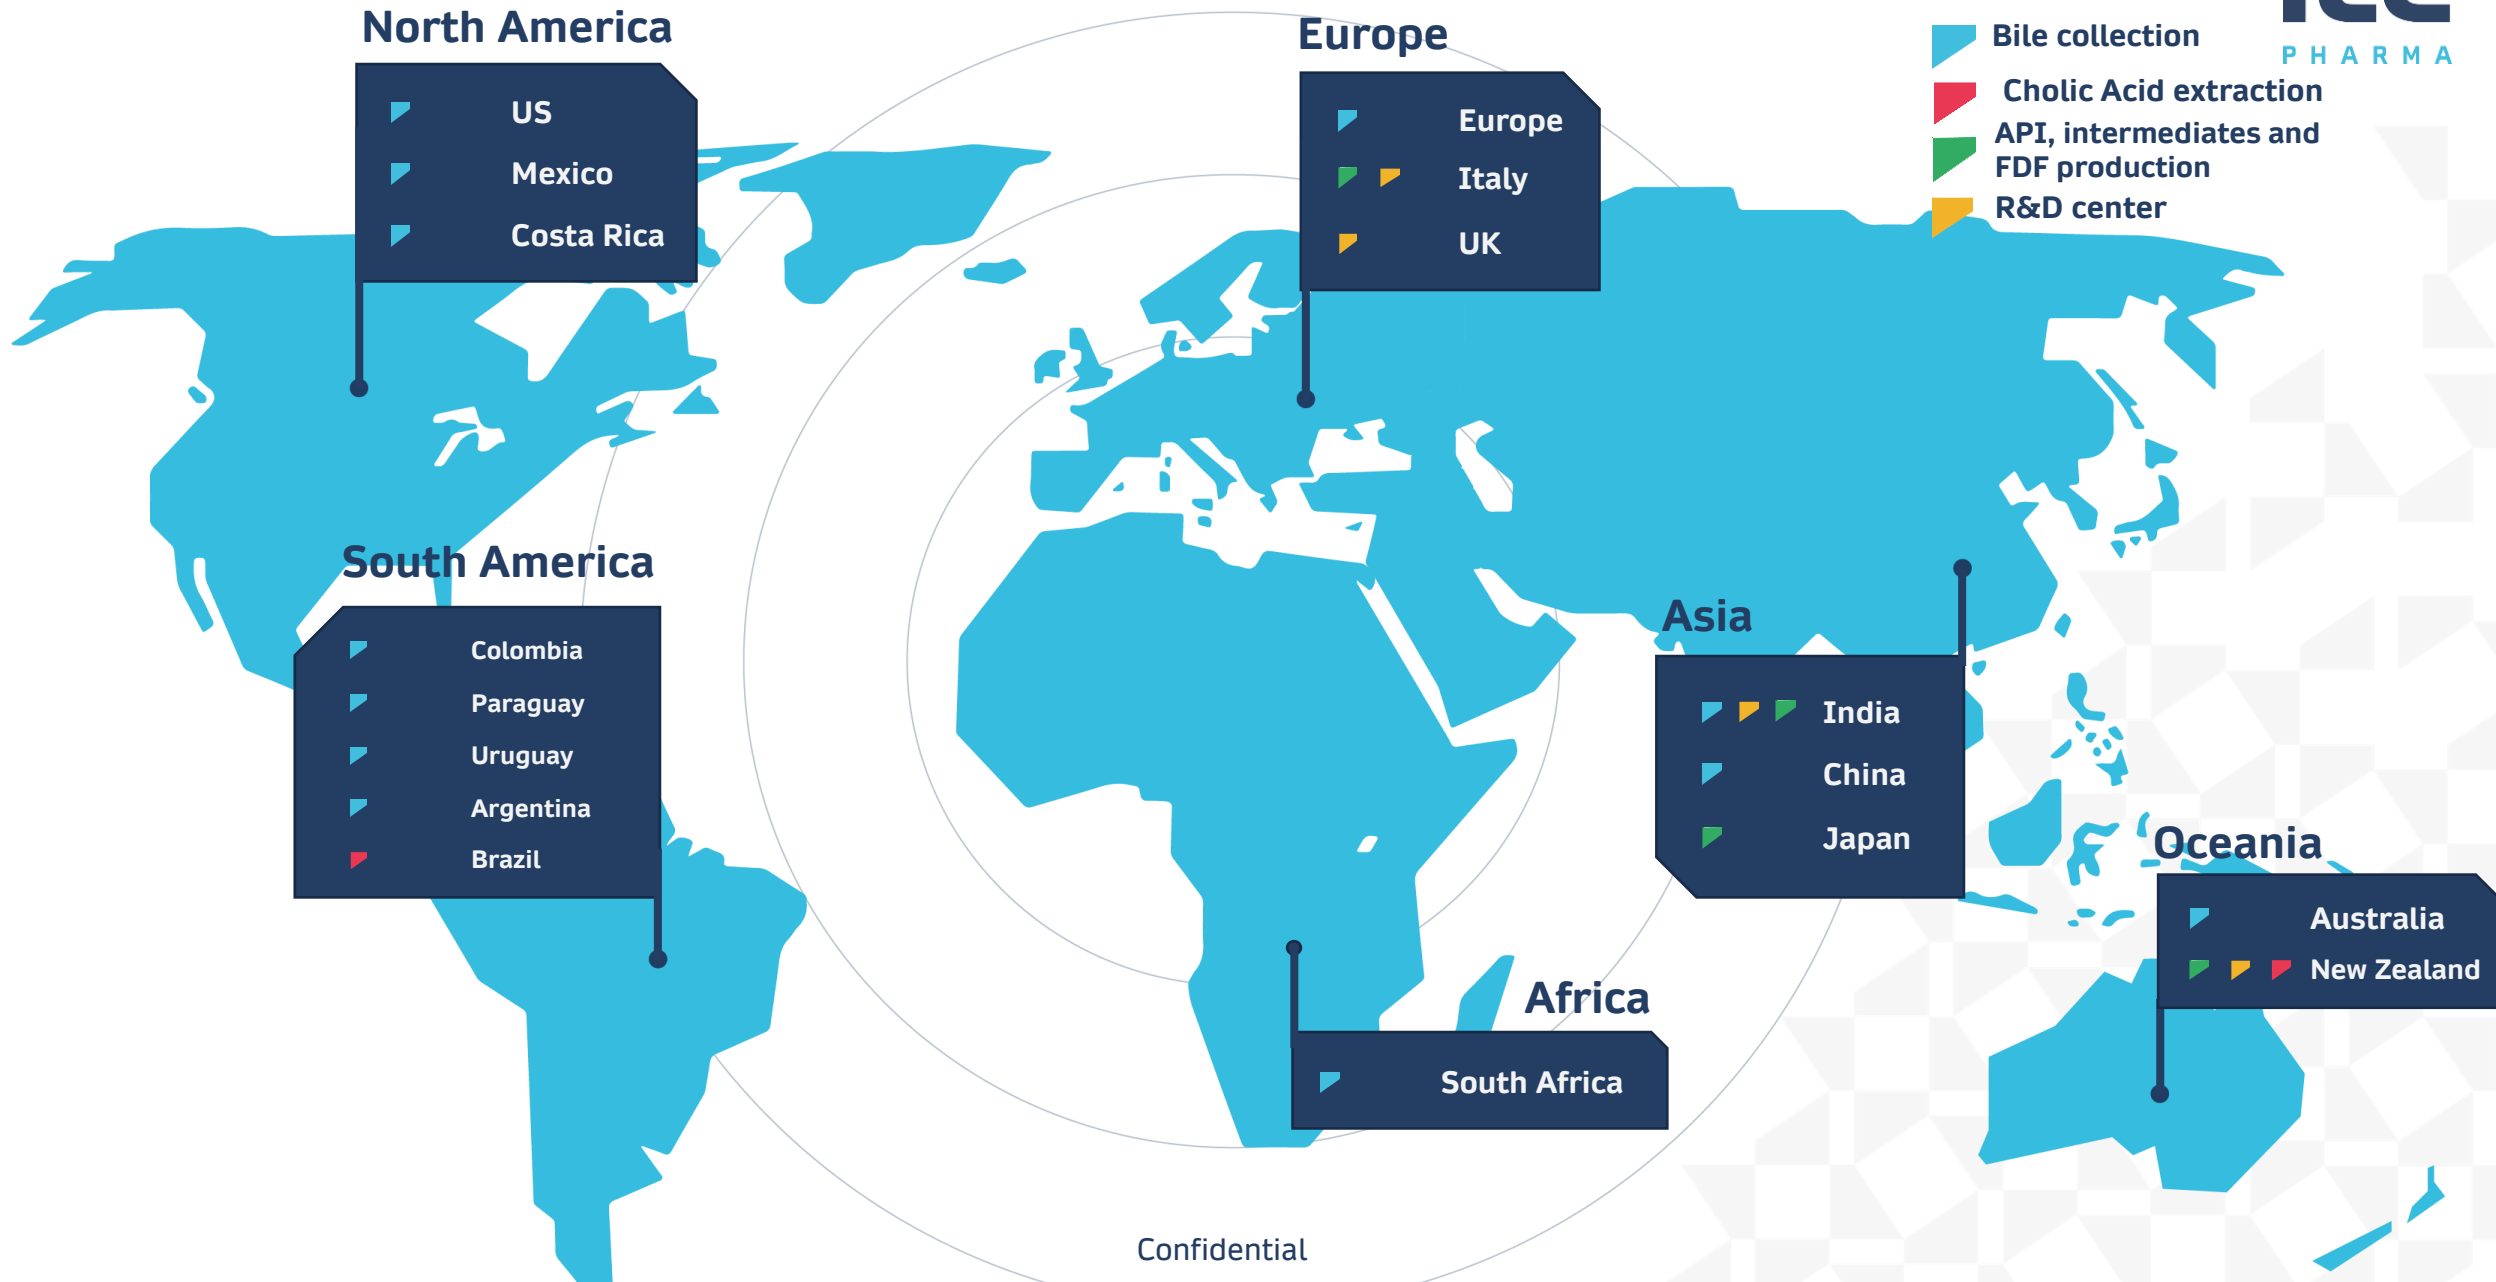 North America
US
Mexico
Costa Rica
Europe
Europe
Italy
UK
Bile collection
Cholic Acid extraction
API, intermediates and
FDF production
R&D center
PHARMA
South America
Colombia
Paraguay
Uruguay
Argentina
Brazil
Asia
India
China
Japan
Oceania
Australia
New Zealand
Africa
South Africa
Confidential